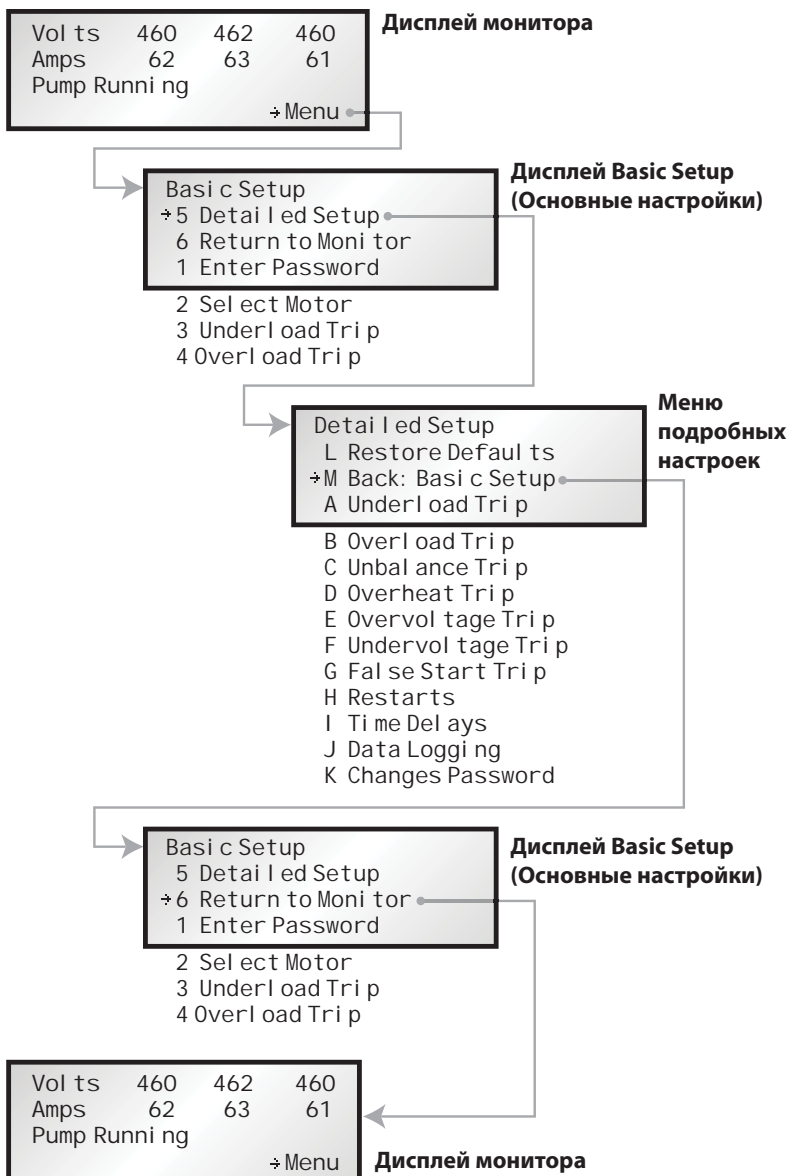 Дисплей монитора
Volts 460 462 460
Amps 62 63 61
Pump Running
→Menu
Дисплей Basic Setup
(Основные настройки)
Basic Setup
→5 Detailed Setup
6 Return to Monitor
1 Enter Password
2 Select Motor
3 Underload Trip
4 Overload Trip
Меню
подробных
настроек
Detailed Setup
L Restore Defaults
→M Back: Basic Setup
A Underload Trip
B Overload Trip
C Unbalance Trip
D Overheat Trip
E Overvoltage Trip
F Undervoltage Trip
G False Start Trip
H Restarts
I Time Delays
J Data Logging
K Changes Password
Дисплей Basic Setup
(Основные настройки)
Basic Setup
5 Detailed Setup
→6 Return to Monitor
1 Enter Password
2 Select Motor
3 Underload Trip
4 Overload Trip
Volts 460 462 460
Amps 62 63 61
Pump Running
→Menu
Дисплей монитора